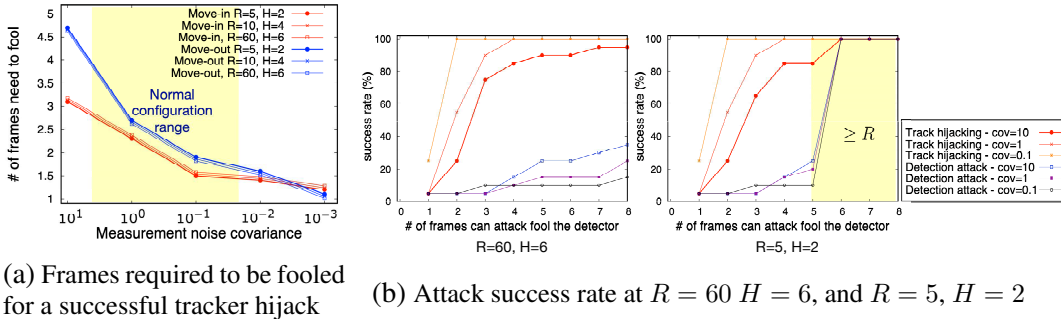 5
4.5
4
3.5
3
2.5
2
1.5
1
# of frames need to fool
Move-in R=5, H=2
Move-in R=10, H=4
Move-in, R=60, H=6
Move-out R=5, H=2
Move-out R=10, H=4
Move-out, R=60, H=6
Normal
configuration
range
10¹ 10⁰ 10⁻¹ 10⁻² 10⁻³
Measurement noise covariance
(a) Frames required to be fooled
for a successful tracker hijack
100
80
60
40
20
0
success rate (%)
0 1 2 3 4 5 6 7 8
# of frames can attack fool the detector
R=60, H=6
100
80
60
40
20
0
success rate (%)
≥ R
0 1 2 3 4 5 6 7 8
# of frames can attack fool the detector
R=5, H=2
Track hijacking - cov=10
Track hijacking - cov=1
Track hijacking - cov=0.1
Detection attack - cov=10
Detection attack - cov=1
Detection attack - cov=0.1
(b) Attack success rate at R = 60 H = 6, and R = 5, H = 2